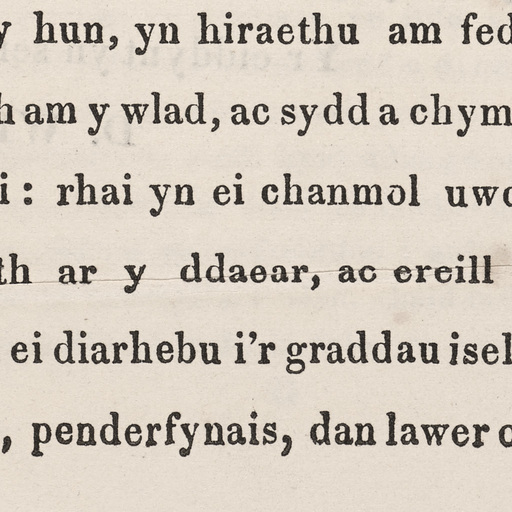 y hun, yn hiraethu am fed
h am y wlad, ac sydd a chym
i : rhai yn ei chanmol uwc
th ar y ddaear, ac ereill
ei diarhebu i'r graddau isel
, penderfynais, dan lawer o